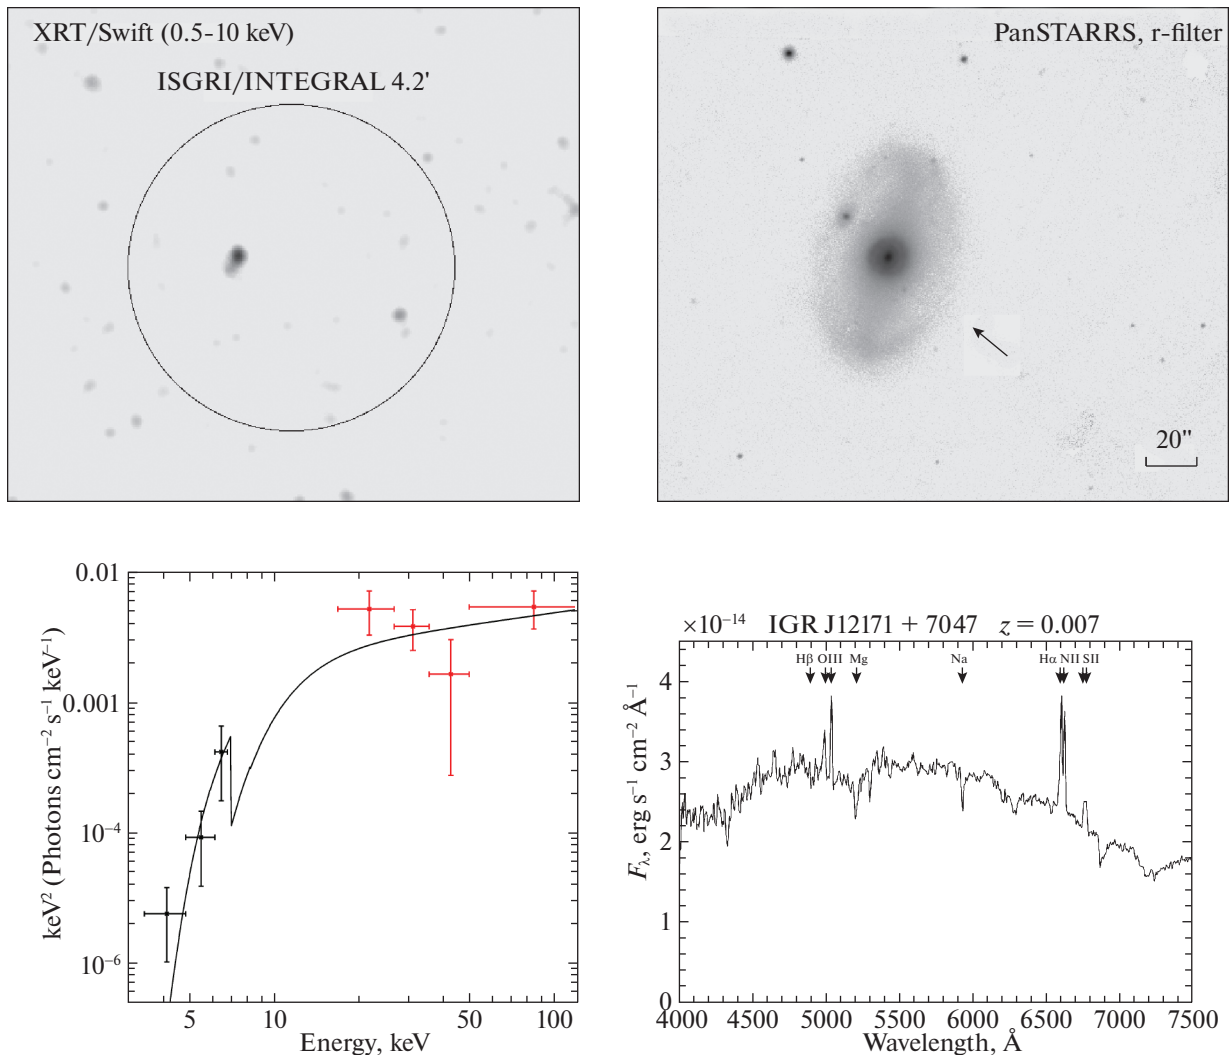 XRT/Swift (0.5-10 keV)
ISGRI/INTEGRAL 4.2'
PanSTARRS, r-filter
20"
0.01
0.001
10⁻⁴
10⁻⁶
keV² (Photons cm⁻² s⁻¹ keV⁻¹)
5
10
50
100
Energy, keV
×10⁻¹⁴ IGR J12171 + 7047 z = 0.007
Hβ OIII Mg Na Hα NII SII
4
3
2
1
0
F_λ, erg s⁻¹ cm⁻² Å⁻¹
4000 4500 5000 5500 6000 6500 7000 7500
Wavelength, Å